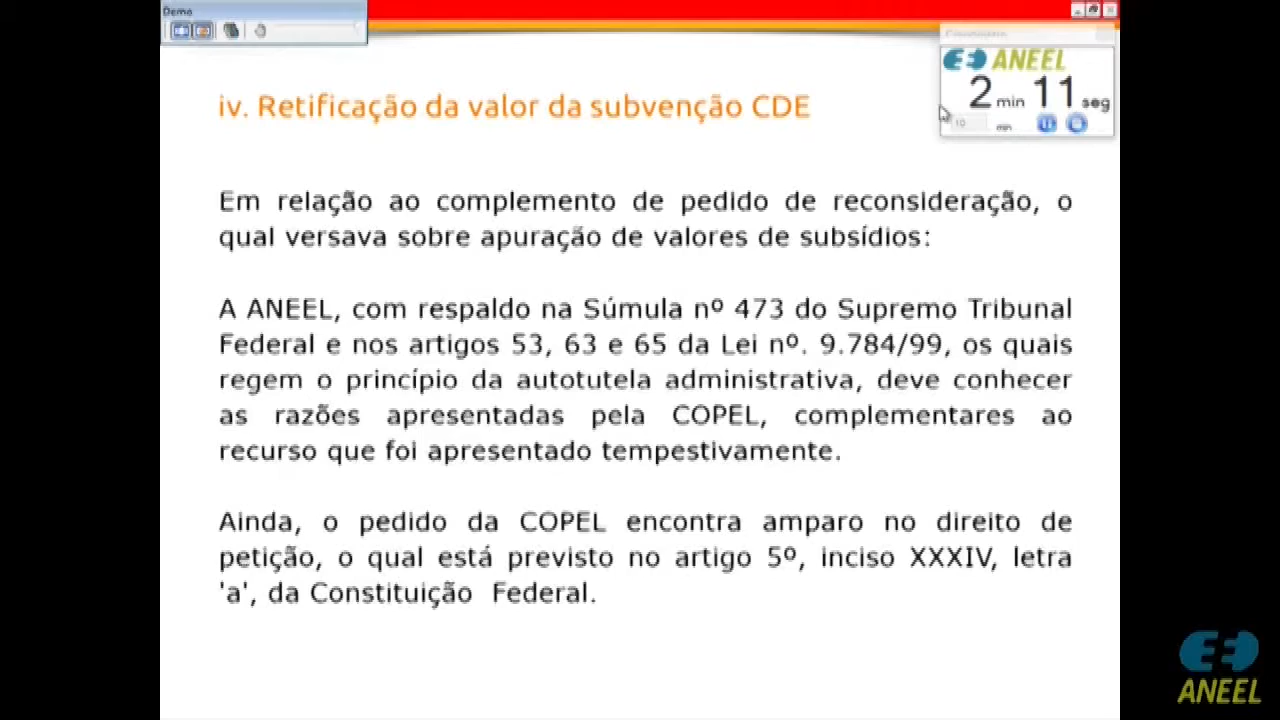 Demo
ANEEL
2 min 11 seg
10 min
iv. Retificação da valor da subvenção CDE
Em relação ao complemento de pedido de reconsideração, o
qual versava sobre apuração de valores de subsídios:
A ANEEL, com respaldo na Súmula nº 473 do Supremo Tribunal
Federal e nos artigos 53, 63 e 65 da Lei nº. 9.784/99, os quais
regem o princípio da autotutela administrativa, deve conhecer
as razões apresentadas pela COPEL, complementares ao
recurso que foi apresentado tempestivamente.
Ainda, o pedido da COPEL encontra amparo no direito de
petição, o qual está previsto no artigo 5º, inciso XXXIV, letra
'a', da Constituição Federal.
ANEEL